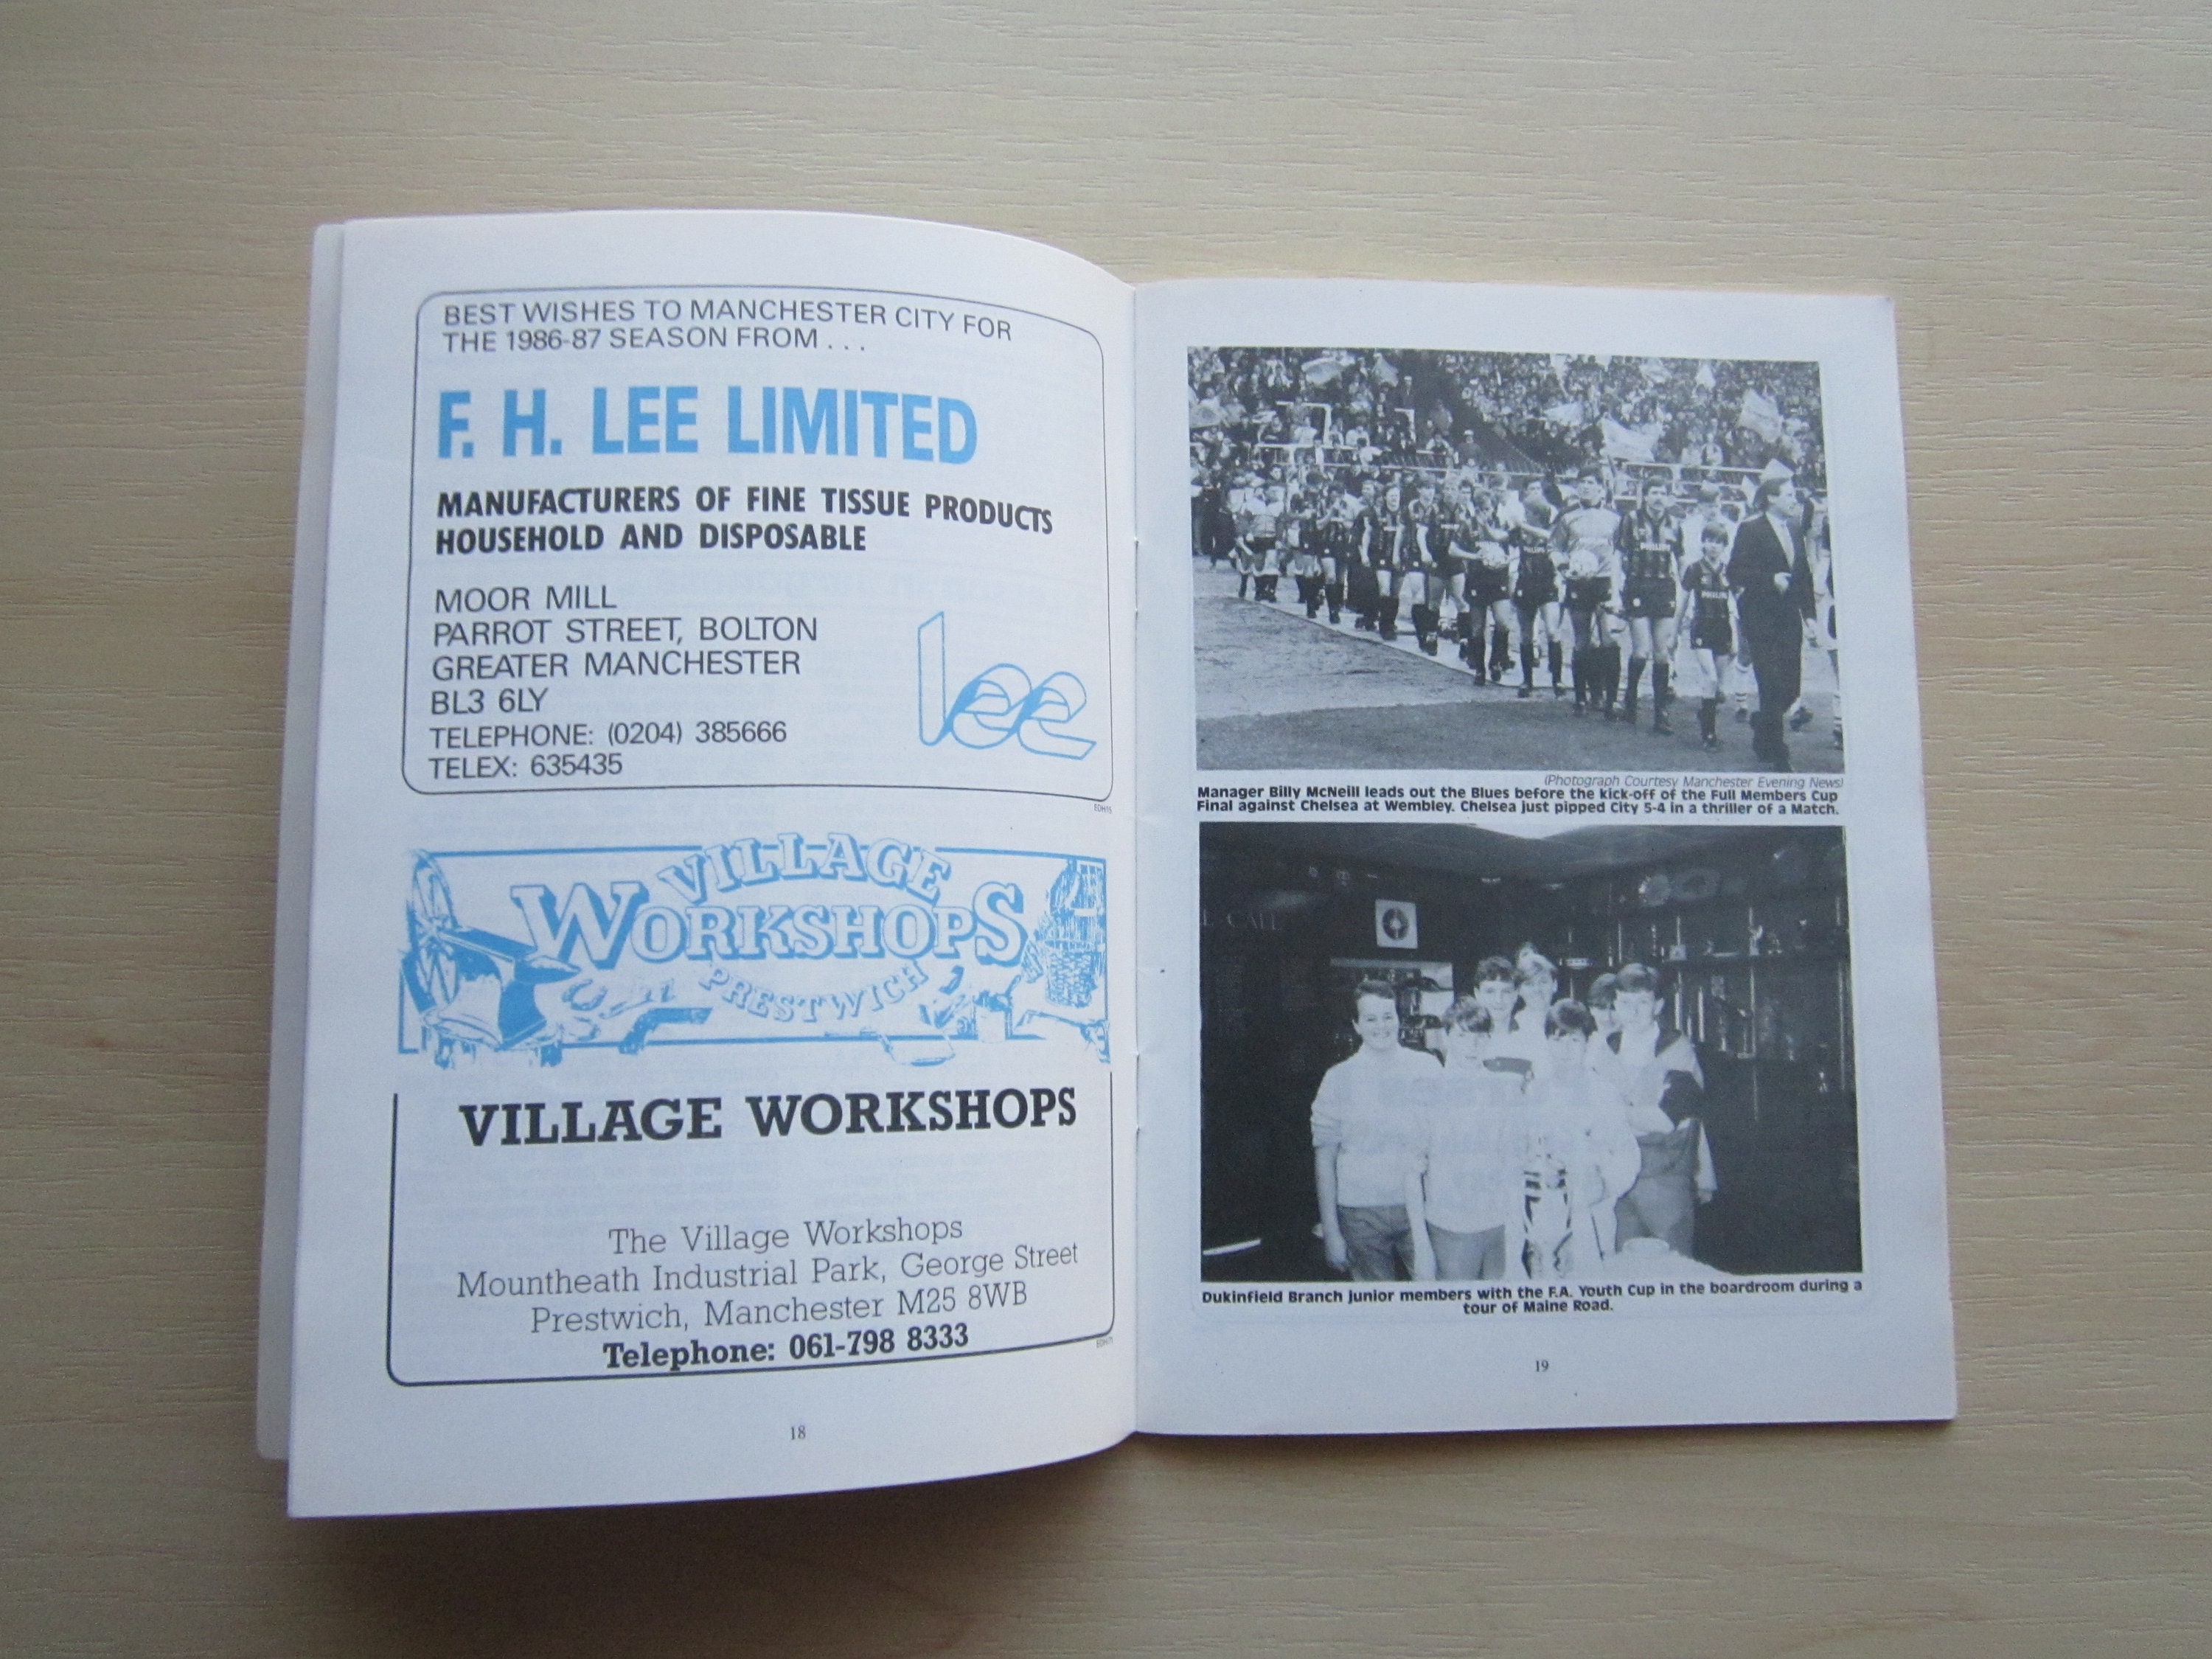 BEST WISHES TO MANCHESTER CITY FOR
THE 1986-87 SEASON FROM . . .
F. H. LEE LIMITED
MANUFACTURERS OF FINE TISSUE PRODUCTS
HOUSEHOLD AND DISPOSABLE
MOOR MILL
PARROT STREET, BOLTON
GREATER MANCHESTER
BL3 6LY
TELEPHONE: (0204) 385666
TELEX: 635435
lee
VILLAGE
WORKSHOPS
PRESTWICH
VILLAGE WORKSHOPS
The Village Workshops
Mountheath Industrial Park, George Street
Prestwich, Manchester M25 8WB
Telephone: 061-798 8333
18
PHILIPS
PHILIPS
PHILIPS
(Photograph Courtesy Manchester Evening News)
Manager Billy McNeill leads out the Blues before the kick-off of the Full Members Cup
Final against Chelsea at Wembley. Chelsea just pipped City 5-4 in a thriller of a Match.
Dukinfield Branch junior members with the F.A. Youth Cup in the boardroom during a
tour of Maine Road.
19